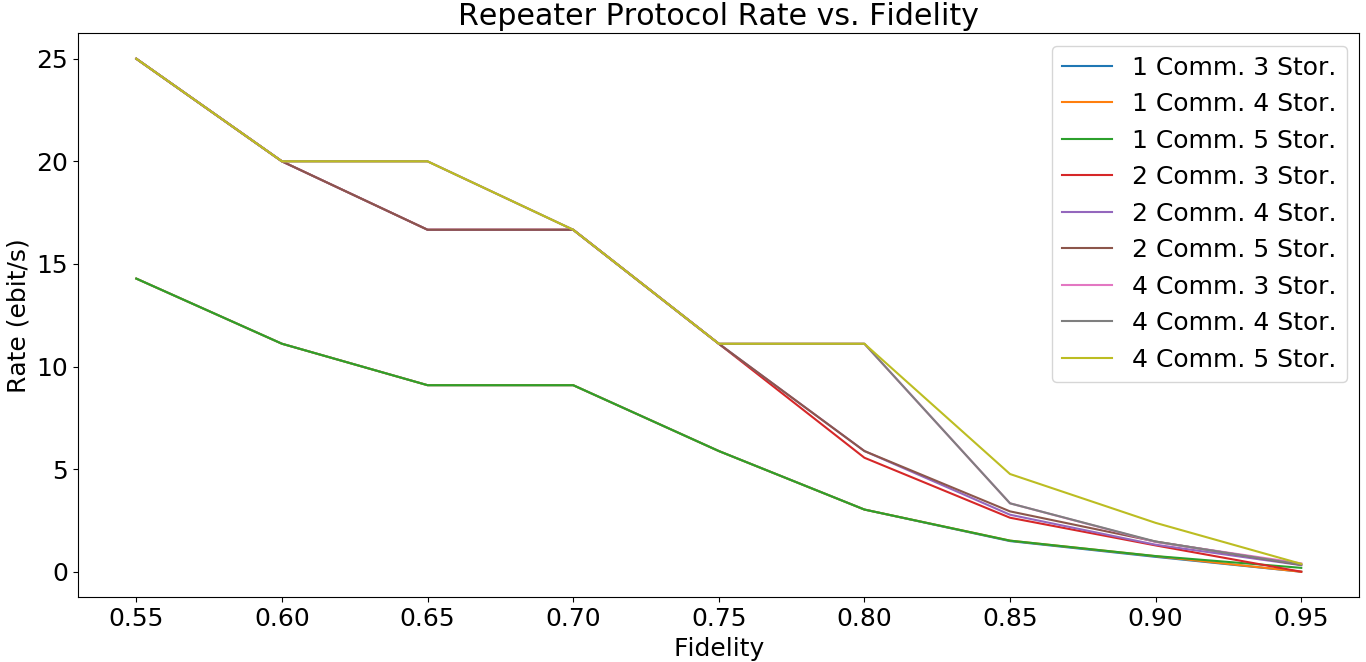 Repeater Protocol Rate vs. Fidelity
Rate (ebit/s)
25
20
15
10
5
0
1 Comm. 3 Stor.
1 Comm. 4 Stor.
1 Comm. 5 Stor.
2 Comm. 3 Stor.
2 Comm. 4 Stor.
2 Comm. 5 Stor.
4 Comm. 3 Stor.
4 Comm. 4 Stor.
4 Comm. 5 Stor.
0.55 0.60 0.65 0.70 0.75 0.80 0.85 0.90 0.95
Fidelity